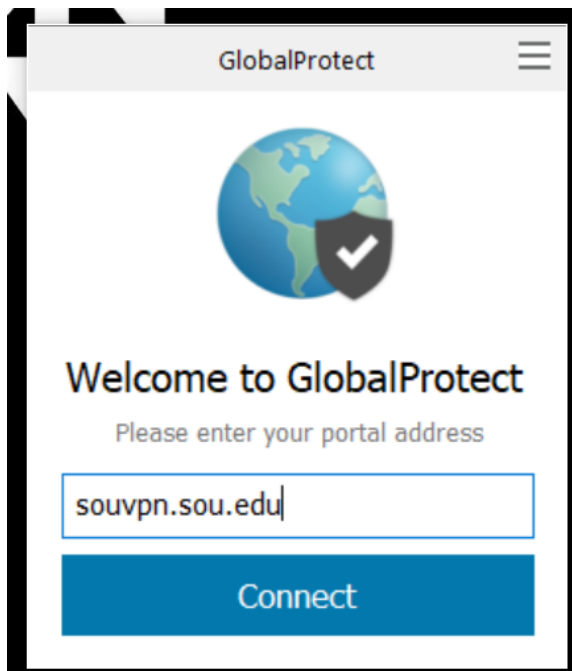 GlobalProtect
Welcome to GlobalProtect
Please enter your portal address
souvpn.sou.edu
Connect